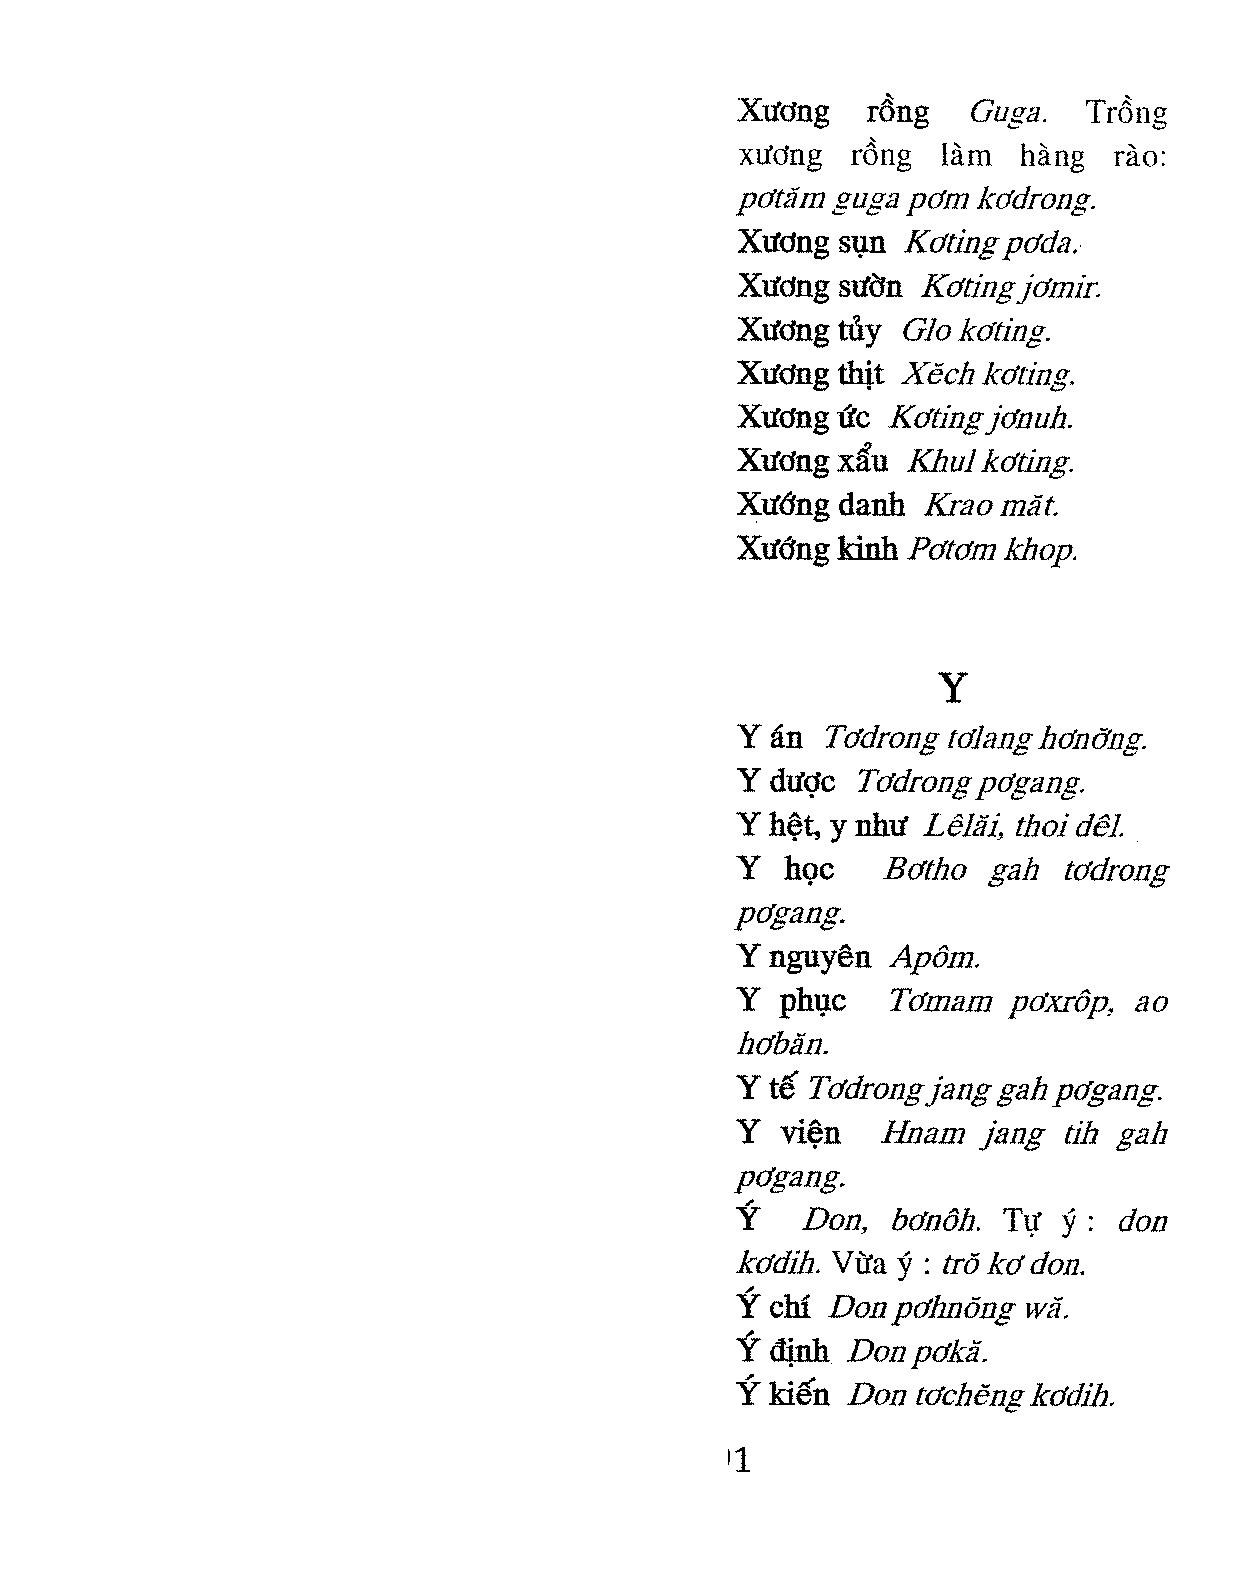 Xương rồng Guga. Trồng
xương rồng làm hàng rào:
pơtăm guga pơm kơdrong.
Xương sụn Kơting pơda.
Xương sườn Kơting jơmir.
Xương tủy Glo kơting.
Xương thịt Xĕch kơting.
Xương ức Kơting jơnuh.
Xương xẩu Khul kơting.
Xướng danh Krao măt.
Xướng kinh Pơtơm khop.
Y
Y án Tơdrong tơlang hơnơ̆ng.
Y dược Tơdrong pơgang.
Y hệt, y như Lêlăi, thoi dêl.
Y học Bơtho gah tơdrong
pơgang.
Y nguyên Apôm.
Y phục Tơmam pơxrôp, ao
hơbăn.
Y tế Tơdrong jang gah pơgang.
Y viện Hnam jang tih gah
pơgang.
Ý Don, bơnôh. Tự ý : don
kơdih. Vừa ý : trŏ kơ don.
Ý chí Don pơhnŏng wă.
Ý định Don pơkă.
Ý kiến Don tơchĕng kơdih.
1